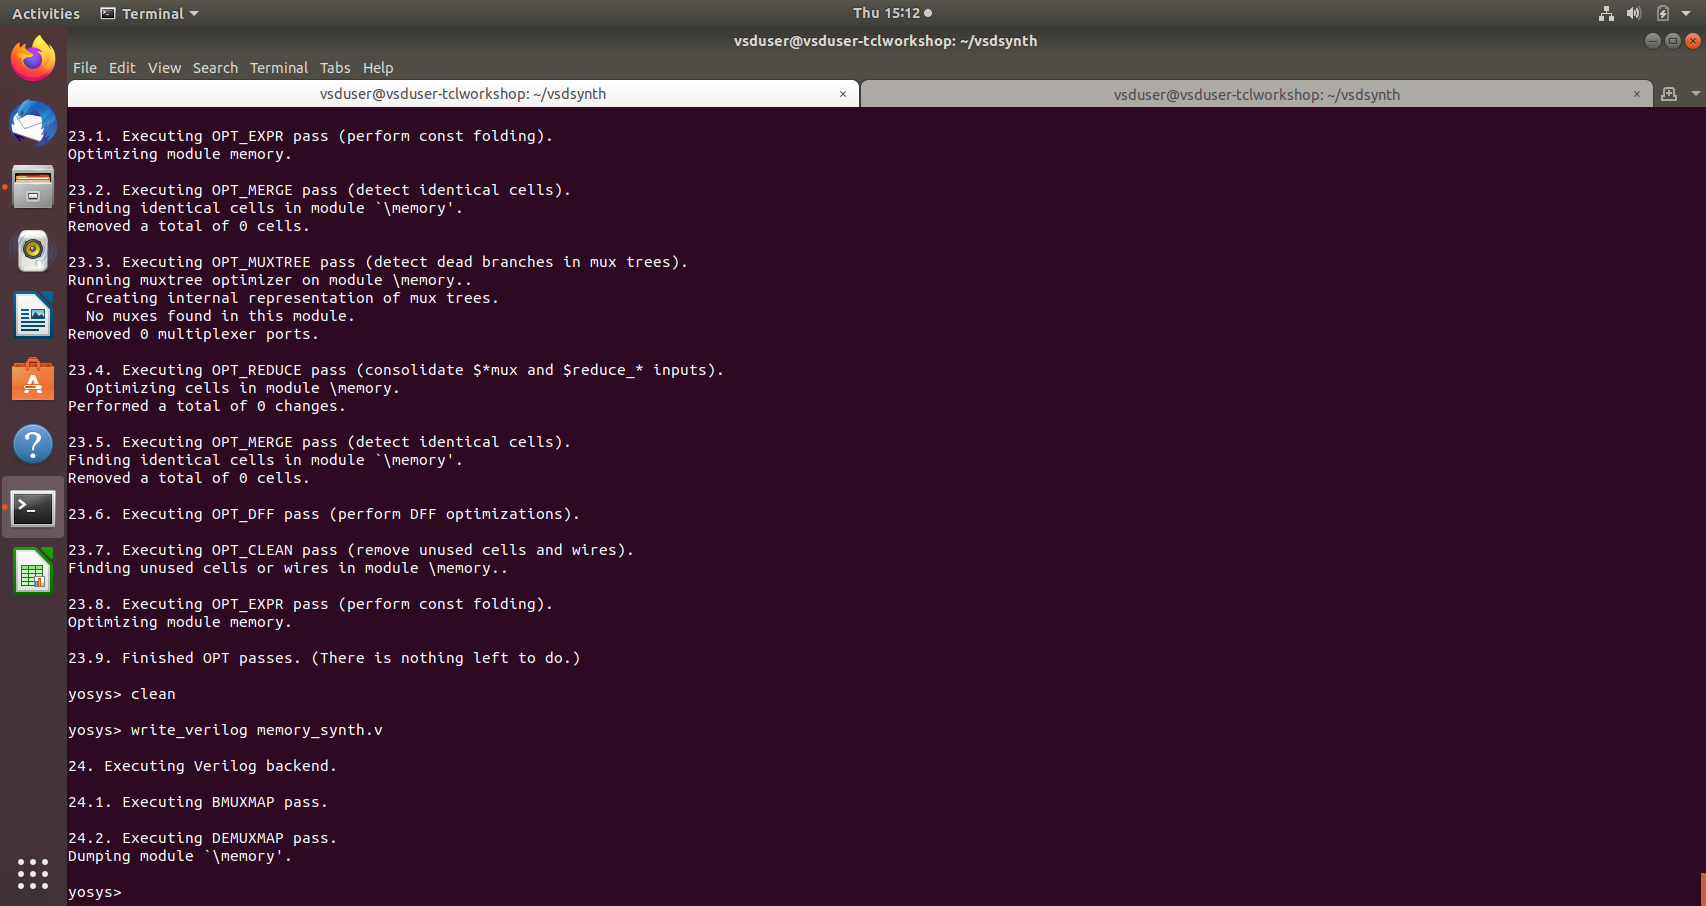 Activities Terminal Thu 15:12
vsduser@vsduser-tclworkshop: ~/vsdsynth
File Edit View Search Terminal Tabs Help
vsduser@vsduser-tclworkshop: ~/vsdsynth × vsduser@vsduser-tclworkshop: ~/vsdsynth ×
23.1. Executing OPT_EXPR pass (perform const folding).
Optimizing module memory.
23.2. Executing OPT_MERGE pass (detect identical cells).
Finding identical cells in module `\memory'.
Removed a total of 0 cells.
23.3. Executing OPT_MUXTREE pass (detect dead branches in mux trees).
Running muxtree optimizer on module \memory..
  Creating internal representation of mux trees.
  No muxes found in this module.
Removed 0 multiplexer ports.
23.4. Executing OPT_REDUCE pass (consolidate $*mux and $reduce_* inputs).
  Optimizing cells in module \memory.
Performed a total of 0 changes.
23.5. Executing OPT_MERGE pass (detect identical cells).
Finding identical cells in module `\memory'.
Removed a total of 0 cells.
23.6. Executing OPT_DFF pass (perform DFF optimizations).
23.7. Executing OPT_CLEAN pass (remove unused cells and wires).
Finding unused cells or wires in module \memory..
23.8. Executing OPT_EXPR pass (perform const folding).
Optimizing module memory.
23.9. Finished OPT passes. (There is nothing left to do.)
yosys> clean
yosys> write_verilog memory_synth.v
24. Executing Verilog backend.
24.1. Executing BMUXMAP pass.
24.2. Executing DEMUXMAP pass.
Dumping module `\memory'.
yosys>